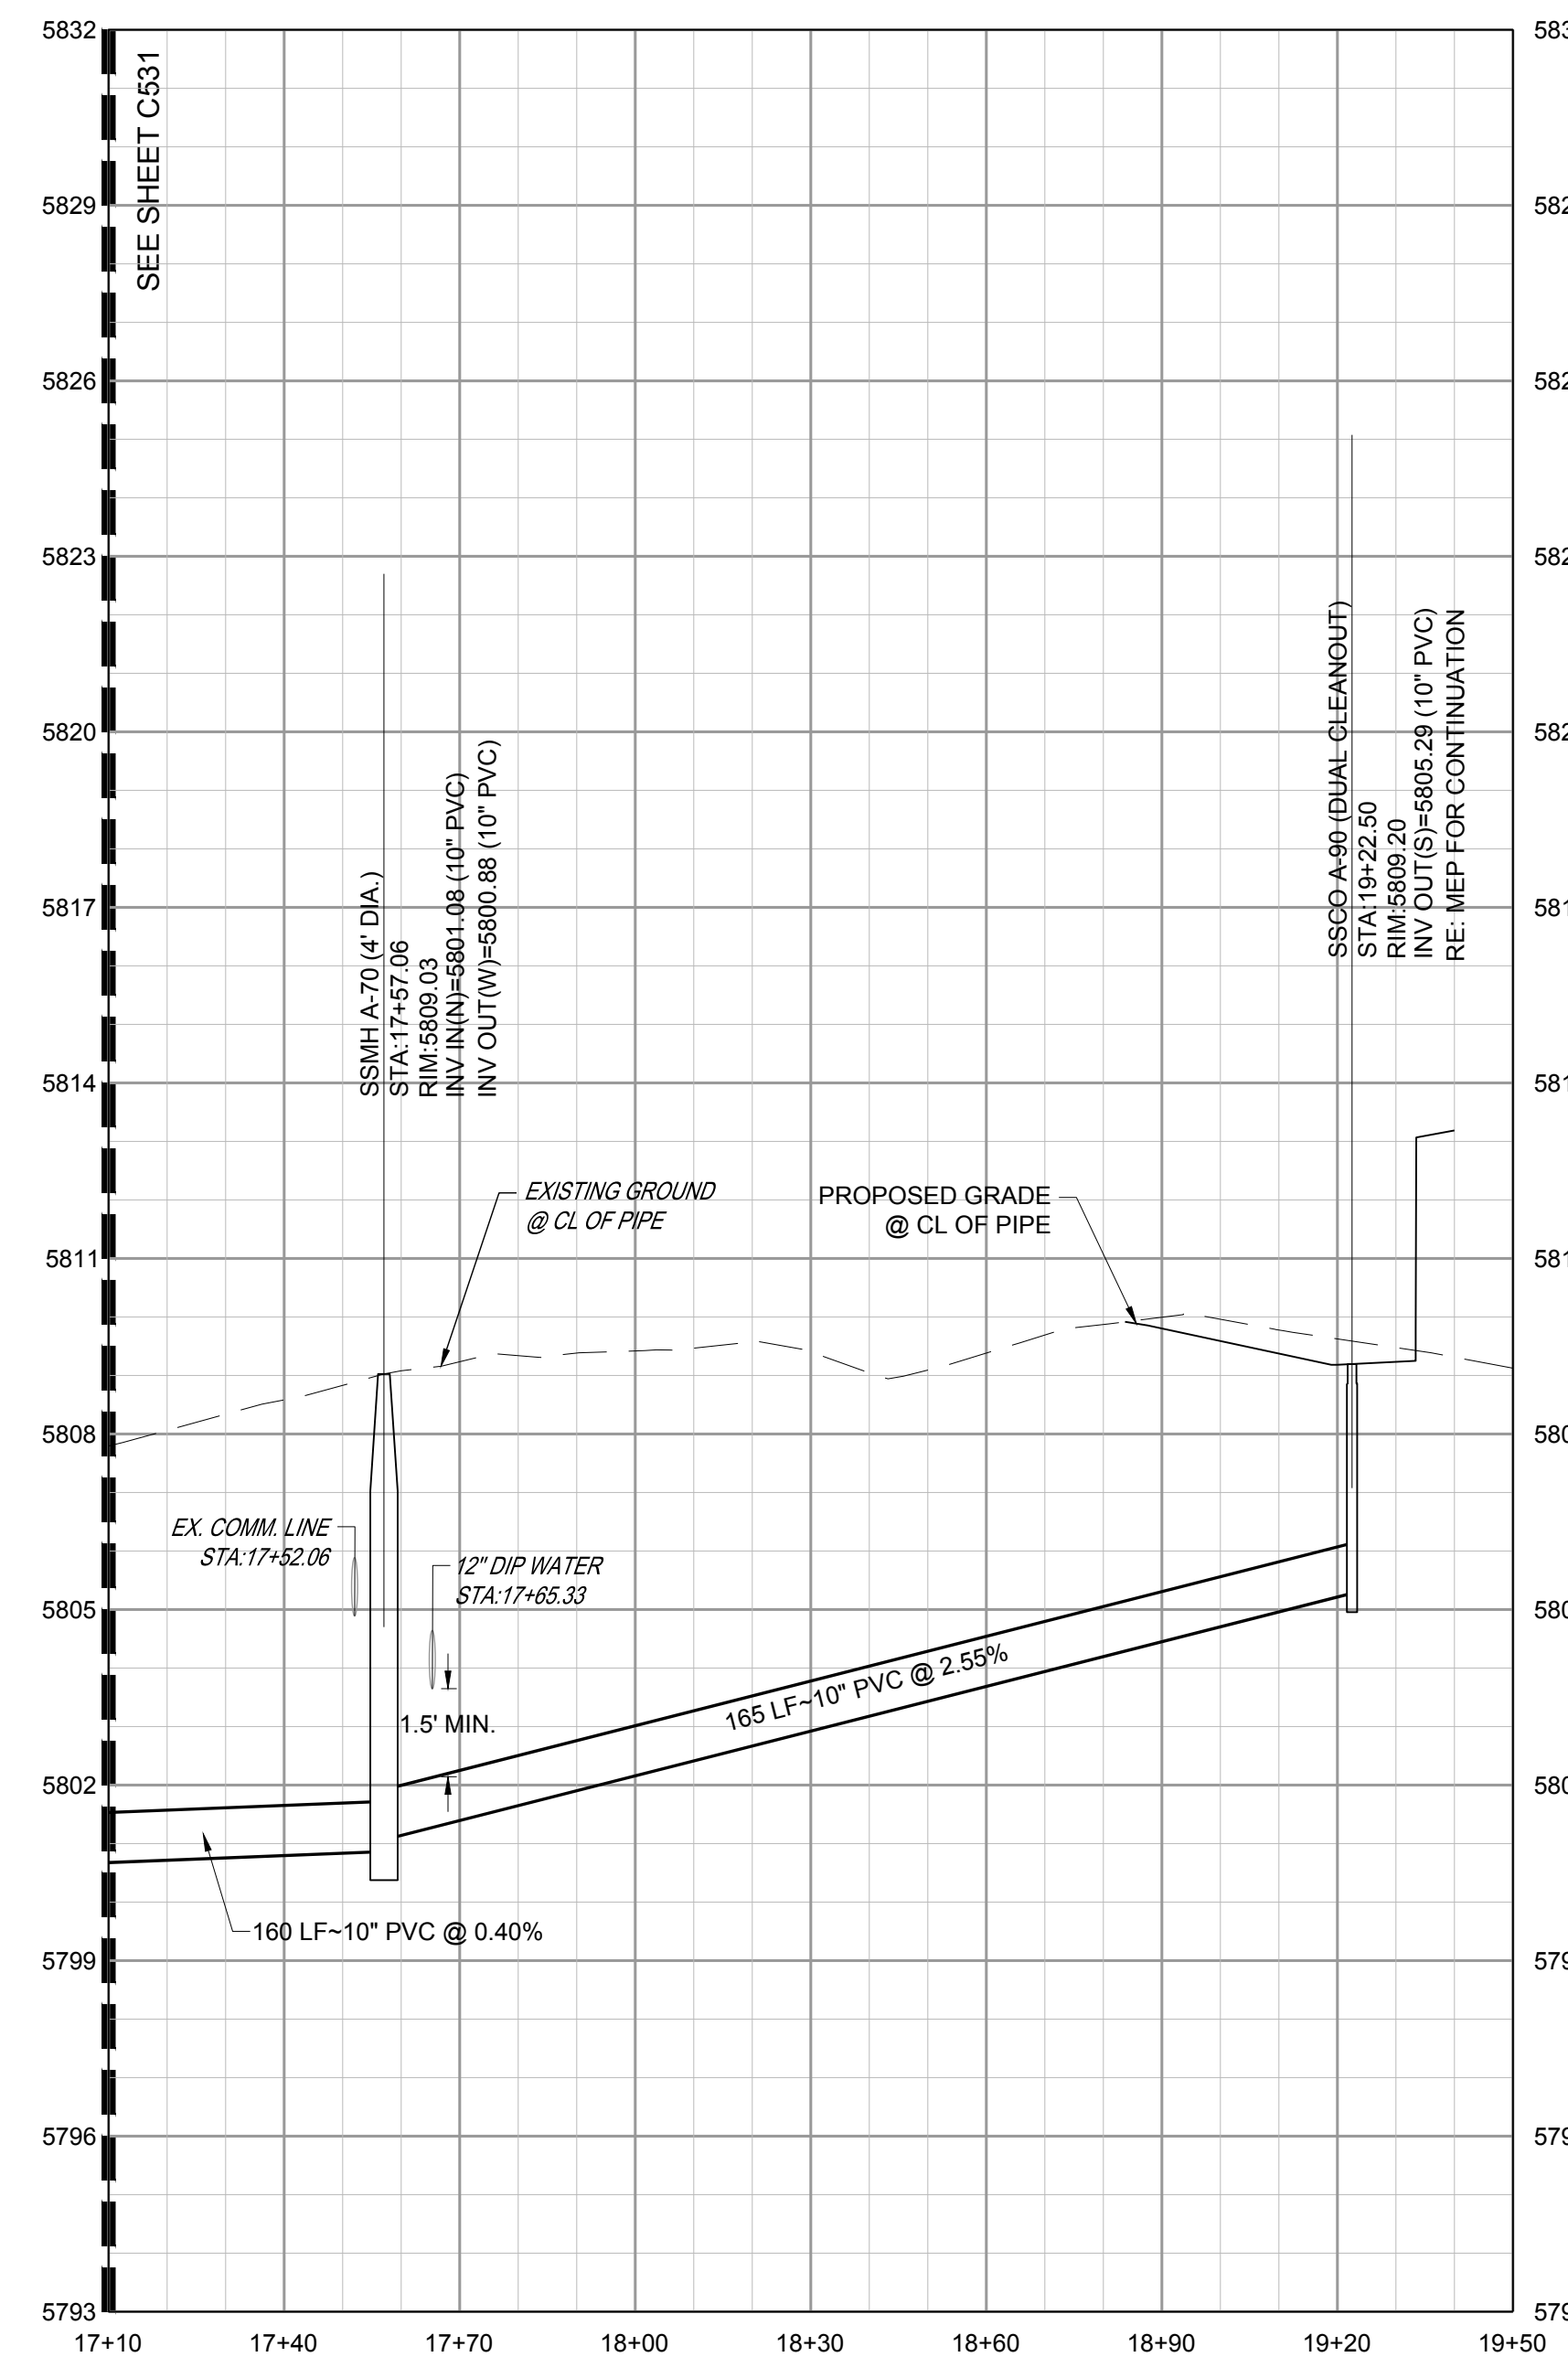 5832
SEE SHEET C531
5829
5826
5823
5820
5817
5814
5811
5808
5805
5802
5799
5796
5793
SSMH A-70 (4' DIA.)
STA:17+57.06
RIM:5809.03
INV IN(N)=5801.08 (10" PVC)
INV OUT(W)=5800.88 (10" PVC)
SSCO A-90 (DUAL CLEANOUT)
STA:19+22.50
RIM:5809.20
INV OUT(S)=5805.29 (10" PVC)
RE: MEP FOR CONTINUATION
EXISTING GROUND
@ CL OF PIPE
PROPOSED GRADE
@ CL OF PIPE
EX. COMM. LINE
STA:17+52.06
12" DIP WATER
STA:17+65.33
1.5' MIN.
165 LF~10" PVC @ 2.55%
160 LF~10" PVC @ 0.40%
17+10 17+40 17+70 18+00 18+30 18+60 18+90 19+20 19+50